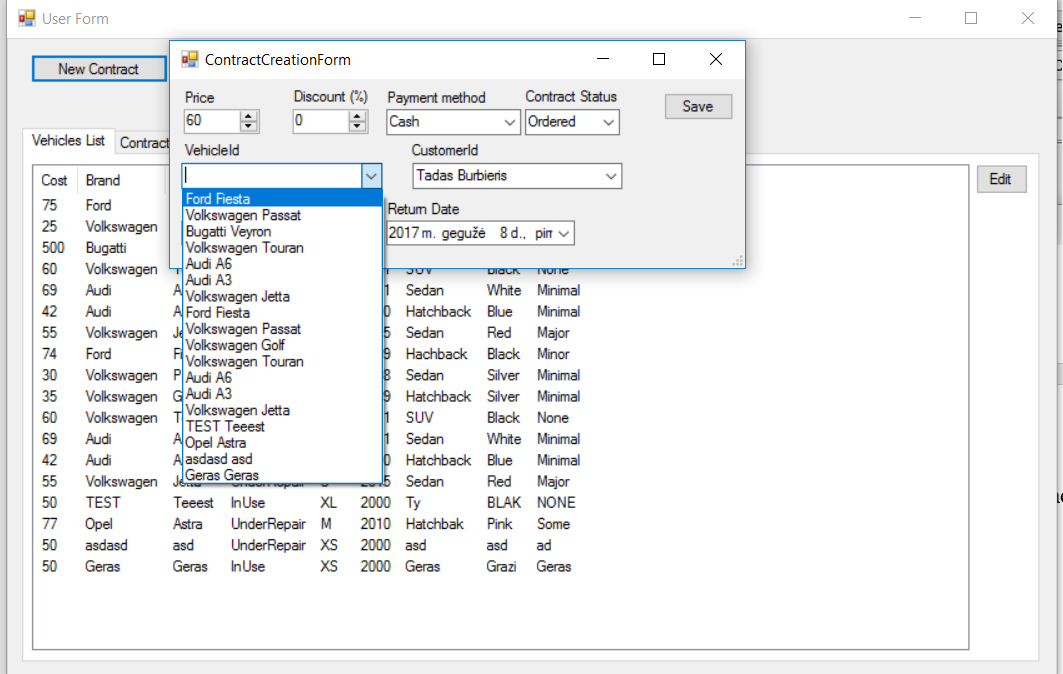 User Form
New Contract
ContractCreationForm
Price Discount (%) Payment method Contract Status
60 0 Cash Ordered Save
VehicleId CustomerId
Tadas Burbieris
Return Date
2017 m. gegužė 8 d.,
Ford Fiesta
Volkswagen Passat
Bugatti Veyron
Volkswagen Touran
Audi A6
Audi A3
Volkswagen Jetta
Ford Fiesta
Volkswagen Passat
Volkswagen Golf
Volkswagen Touran
Audi A6
Audi A3
Volkswagen Jetta
TEST Teeest
Opel Astra
asdasd asd
Geras Geras
Vehicles List Contract
Edit
Cost Brand
75 Ford
25 Volkswagen
500 Bugatti
60 Volkswagen SUV Black None
69 Audi Sedan White Minimal
42 Audi Hatchback Blue Minimal
55 Volkswagen Sedan Red Major
74 Ford Hachback Black Minor
30 Volkswagen Sedan Silver Minimal
35 Volkswagen Hatchback Silver Minimal
60 Volkswagen SUV Black None
69 Audi Sedan White Minimal
42 Audi Hatchback Blue Minimal
55 Volkswagen Jetta UnderRepair 2015 Sedan Red Major
50 TEST Teeest InUse XL 2000 Ty BLAK NONE
77 Opel Astra UnderRepair M 2010 Hatchbak Pink Some
50 asdasd asd UnderRepair XS 2000 asd asd ad
50 Geras Geras InUse XS 2000 Geras Grazi Geras